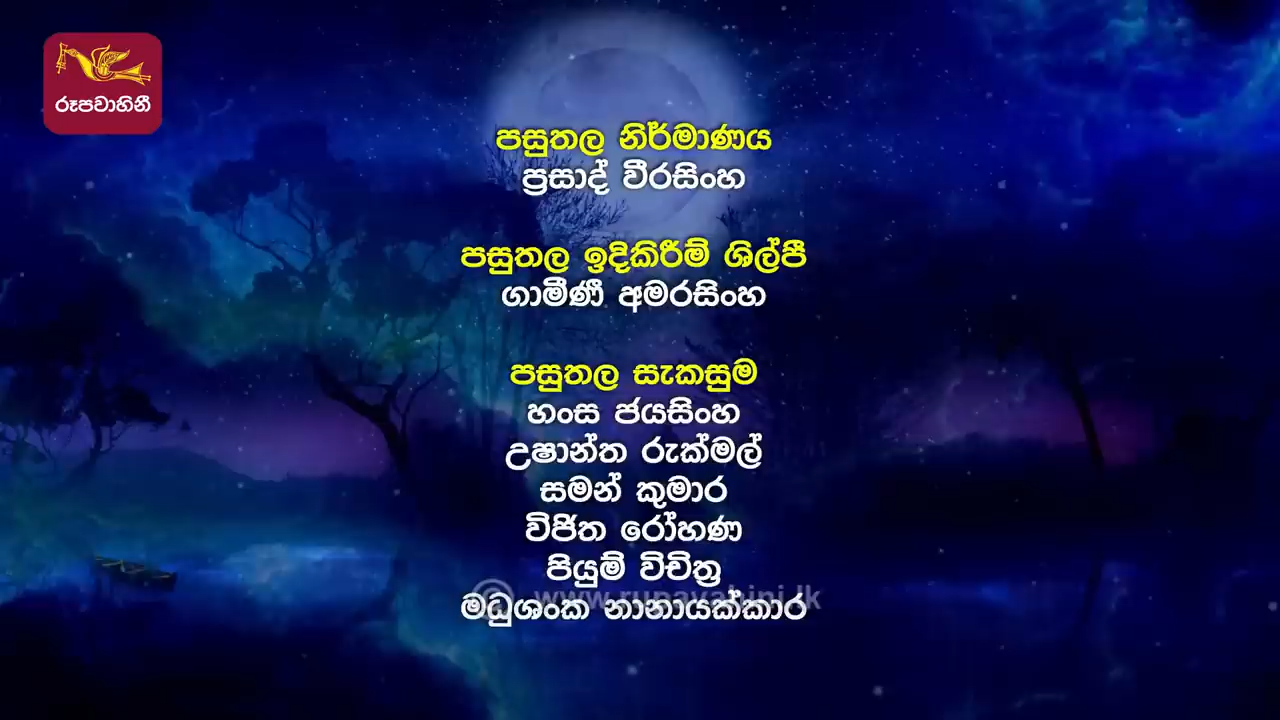 රූපවාහිනී
පසුතල නිර්මාණය
ප්‍රසාද් වීරසිංහ
පසුතල ඉදිකිරීම් ශිල්පී
ගාමිණී අමරසිංහ
පසුතල සැකසුම
හංස ජයසිංහ
උෂාන්ත රුක්මල්
සමන් කුමාර
විජිත රෝහණ
පියුම් විචිත්‍ර
www.rupavahini.lk
මධුශංක නානායක්කාර